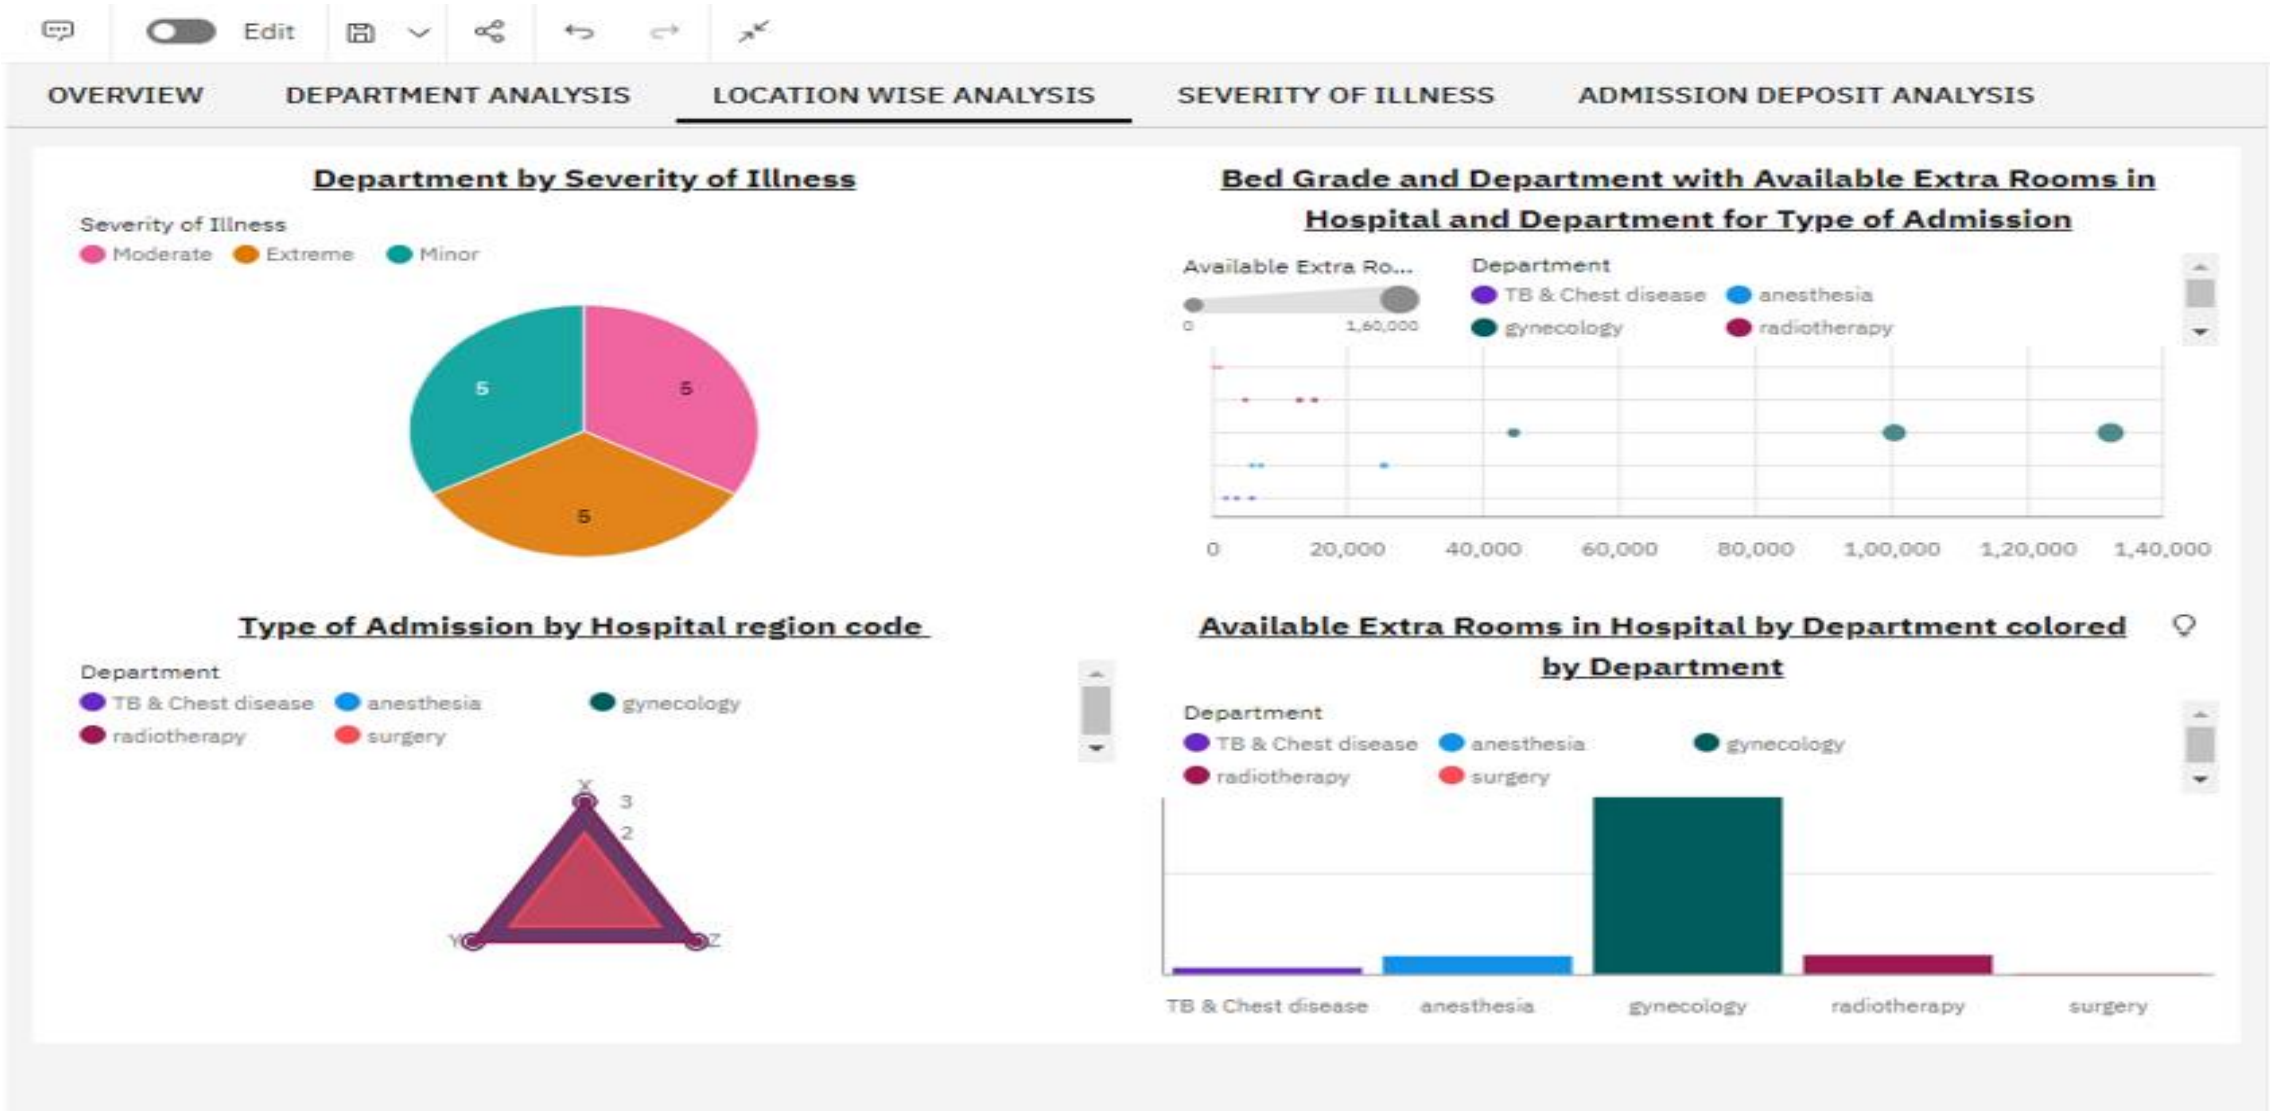 Edit
OVERVIEW DEPARTMENT ANALYSIS LOCATION WISE ANALYSIS SEVERITY OF ILLNESS ADMISSION DEPOSIT ANALYSIS
Department by Severity of Illness
Severity of Illness
Moderate Extreme Minor
5 5
5
Bed Grade and Department with Available Extra Rooms in
Hospital and Department for Type of Admission
Available Extra Ro... Department
TB & Chest disease anesthesia
0 1,60,000 gynecology radiotherapy
0 20,000 40,000 60,000 80,000 1,00,000 1,20,000 1,40,000
Type of Admission by Hospital region code
Department
TB & Chest disease anesthesia gynecology
radiotherapy surgery
X
3
2
Y Z
Available Extra Rooms in Hospital by Department colored
by Department
Department
TB & Chest disease anesthesia gynecology
radiotherapy surgery
TB & Chest disease anesthesia gynecology radiotherapy surgery